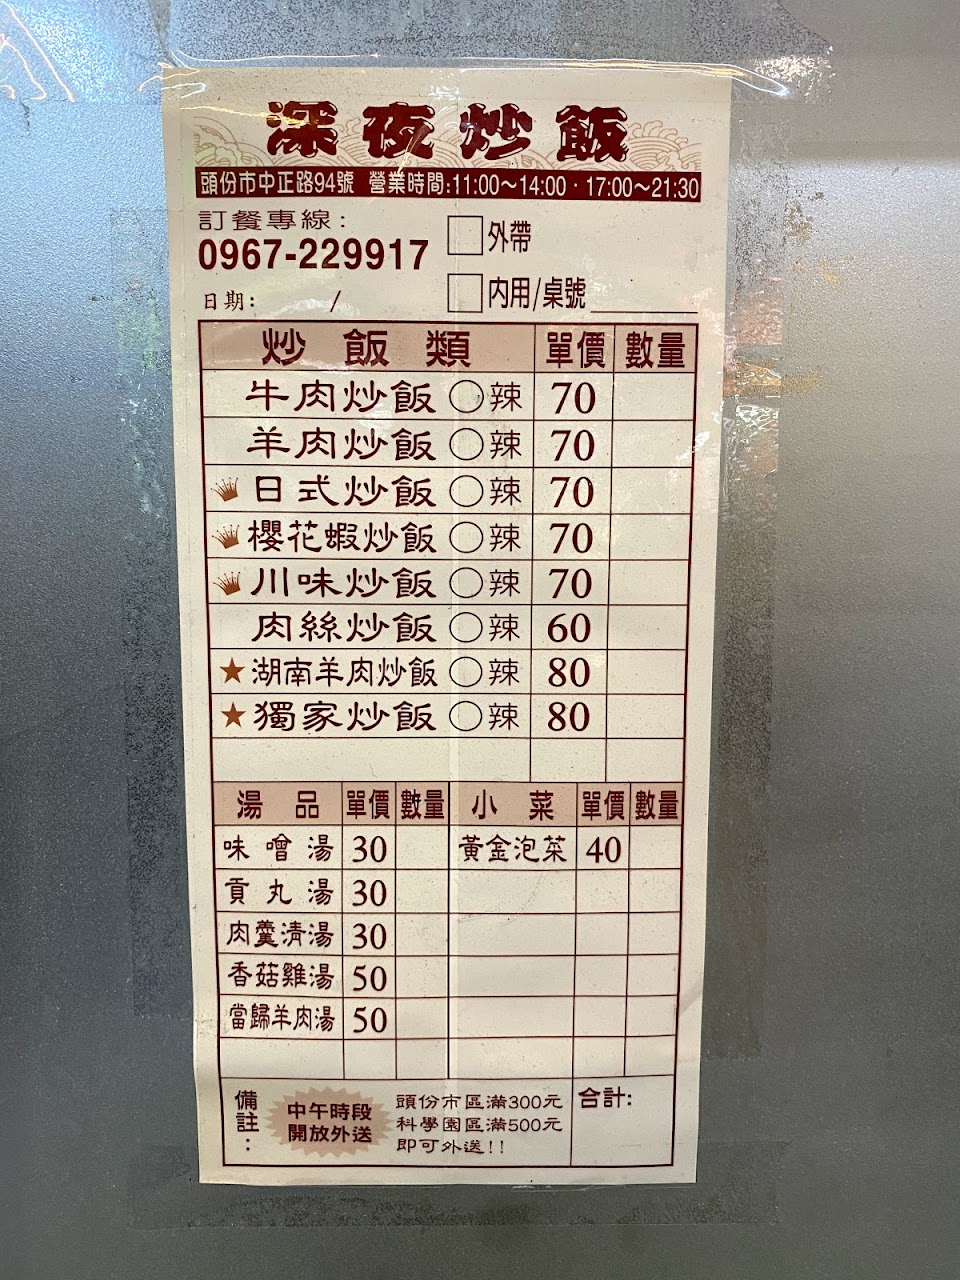 深夜炒飯
頭份市中正路94號 營業時間:11:00～14:00 · 17:00～21:30
訂餐專線:
0967-229917
外帶
日期: /
內用/桌號
炒飯類 單價 數量
牛肉炒飯 ○辣 70
羊肉炒飯 ○辣 70
日式炒飯 ○辣 70
櫻花蝦炒飯 ○辣 70
川味炒飯 ○辣 70
肉絲炒飯 ○辣 60
★湖南羊肉炒飯 ○辣 80
★獨家炒飯 ○辣 80
湯品 單價 數量 小菜 單價 數量
味噌湯 30 黃金泡菜 40
貢丸湯 30
肉羹清湯 30
香菇雞湯 50
當歸羊肉湯 50
備註:
中午時段
開放外送
頭份市區滿300元
科學園區滿500元
即可外送!!
合計: